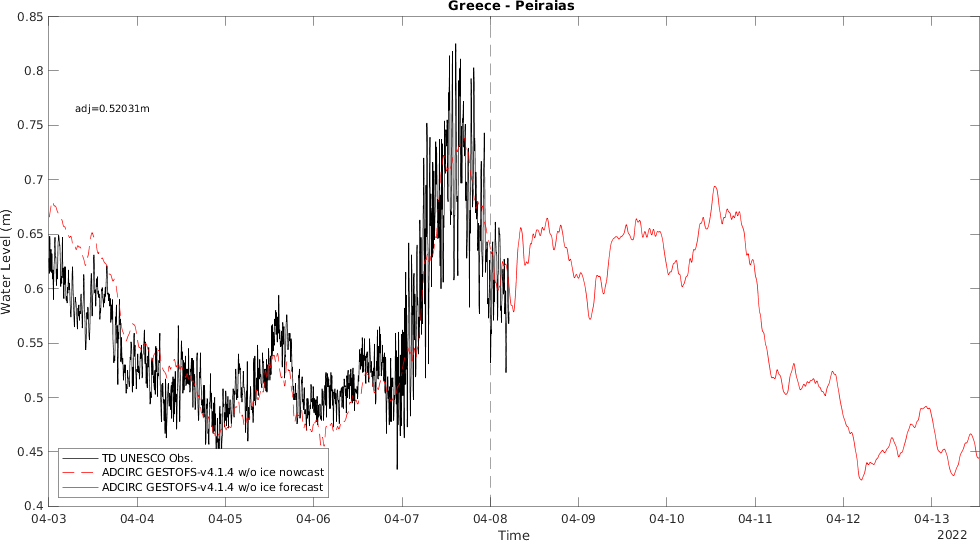 Greece - Peiraias
0.85
0.8
0.75
0.7
0.65
0.6
0.55
0.5
0.45
0.4
Water Level (m)
adj=0.52031m
TD UNESCO Obs.
ADCIRC GESTOFS-v4.1.4 w/o ice nowcast
ADCIRC GESTOFS-v4.1.4 w/o ice forecast
04-03 04-04 04-05 04-06 04-07 04-08 04-09 04-10 04-11 04-12 04-13
Time
2022